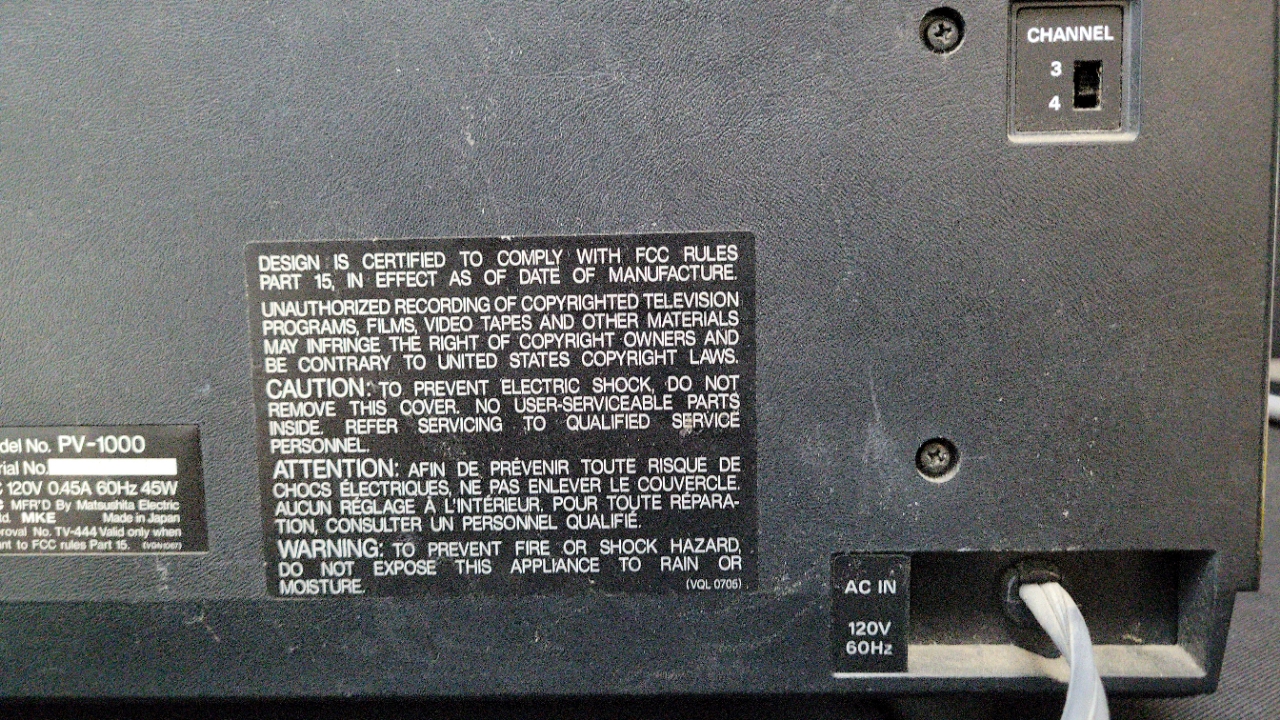 CHANNEL
3
4
DESIGN IS CERTIFIED TO COMPLY WITH FCC RULES
PART 15, IN EFFECT AS OF DATE OF MANUFACTURE.
UNAUTHORIZED RECORDING OF COPYRIGHTED TELEVISION
PROGRAMS, FILMS, VIDEO TAPES AND OTHER MATERIALS
MAY INFRINGE THE RIGHT OF COPYRIGHT OWNERS AND
BE CONTRARY TO UNITED STATES COPYRIGHT LAWS.
CAUTION: TO PREVENT ELECTRIC SHOCK, DO NOT
REMOVE THIS COVER. NO USER-SERVICEABLE PARTS
INSIDE. REFER SERVICING TO QUALIFIED SERVICE
PERSONNEL.
ATTENTION: AFIN DE PRÉVENIR TOUTE RISQUE DE
CHOCS ÉLECTRIQUES, NE PAS ENLEVER LE COUVERCLE.
AUCUN RÉGLAGE À L'INTÉRIEUR. POUR TOUTE RÉPARA-
TION, CONSULTER UN PERSONNEL QUALIFIÉ.
WARNING: TO PREVENT FIRE OR SHOCK HAZARD,
DO NOT EXPOSE THIS APPLIANCE TO RAIN OR
MOISTURE. (VQL 0705)
del No. PV-1000
rial No.
120V 0.45A 60Hz 45W
MFR'D By Matsushita Electric
d. MKE Made in Japan
roval No. TV-444 Valid only when
nt to FCC rules Part 15.
AC IN
120V
60Hz